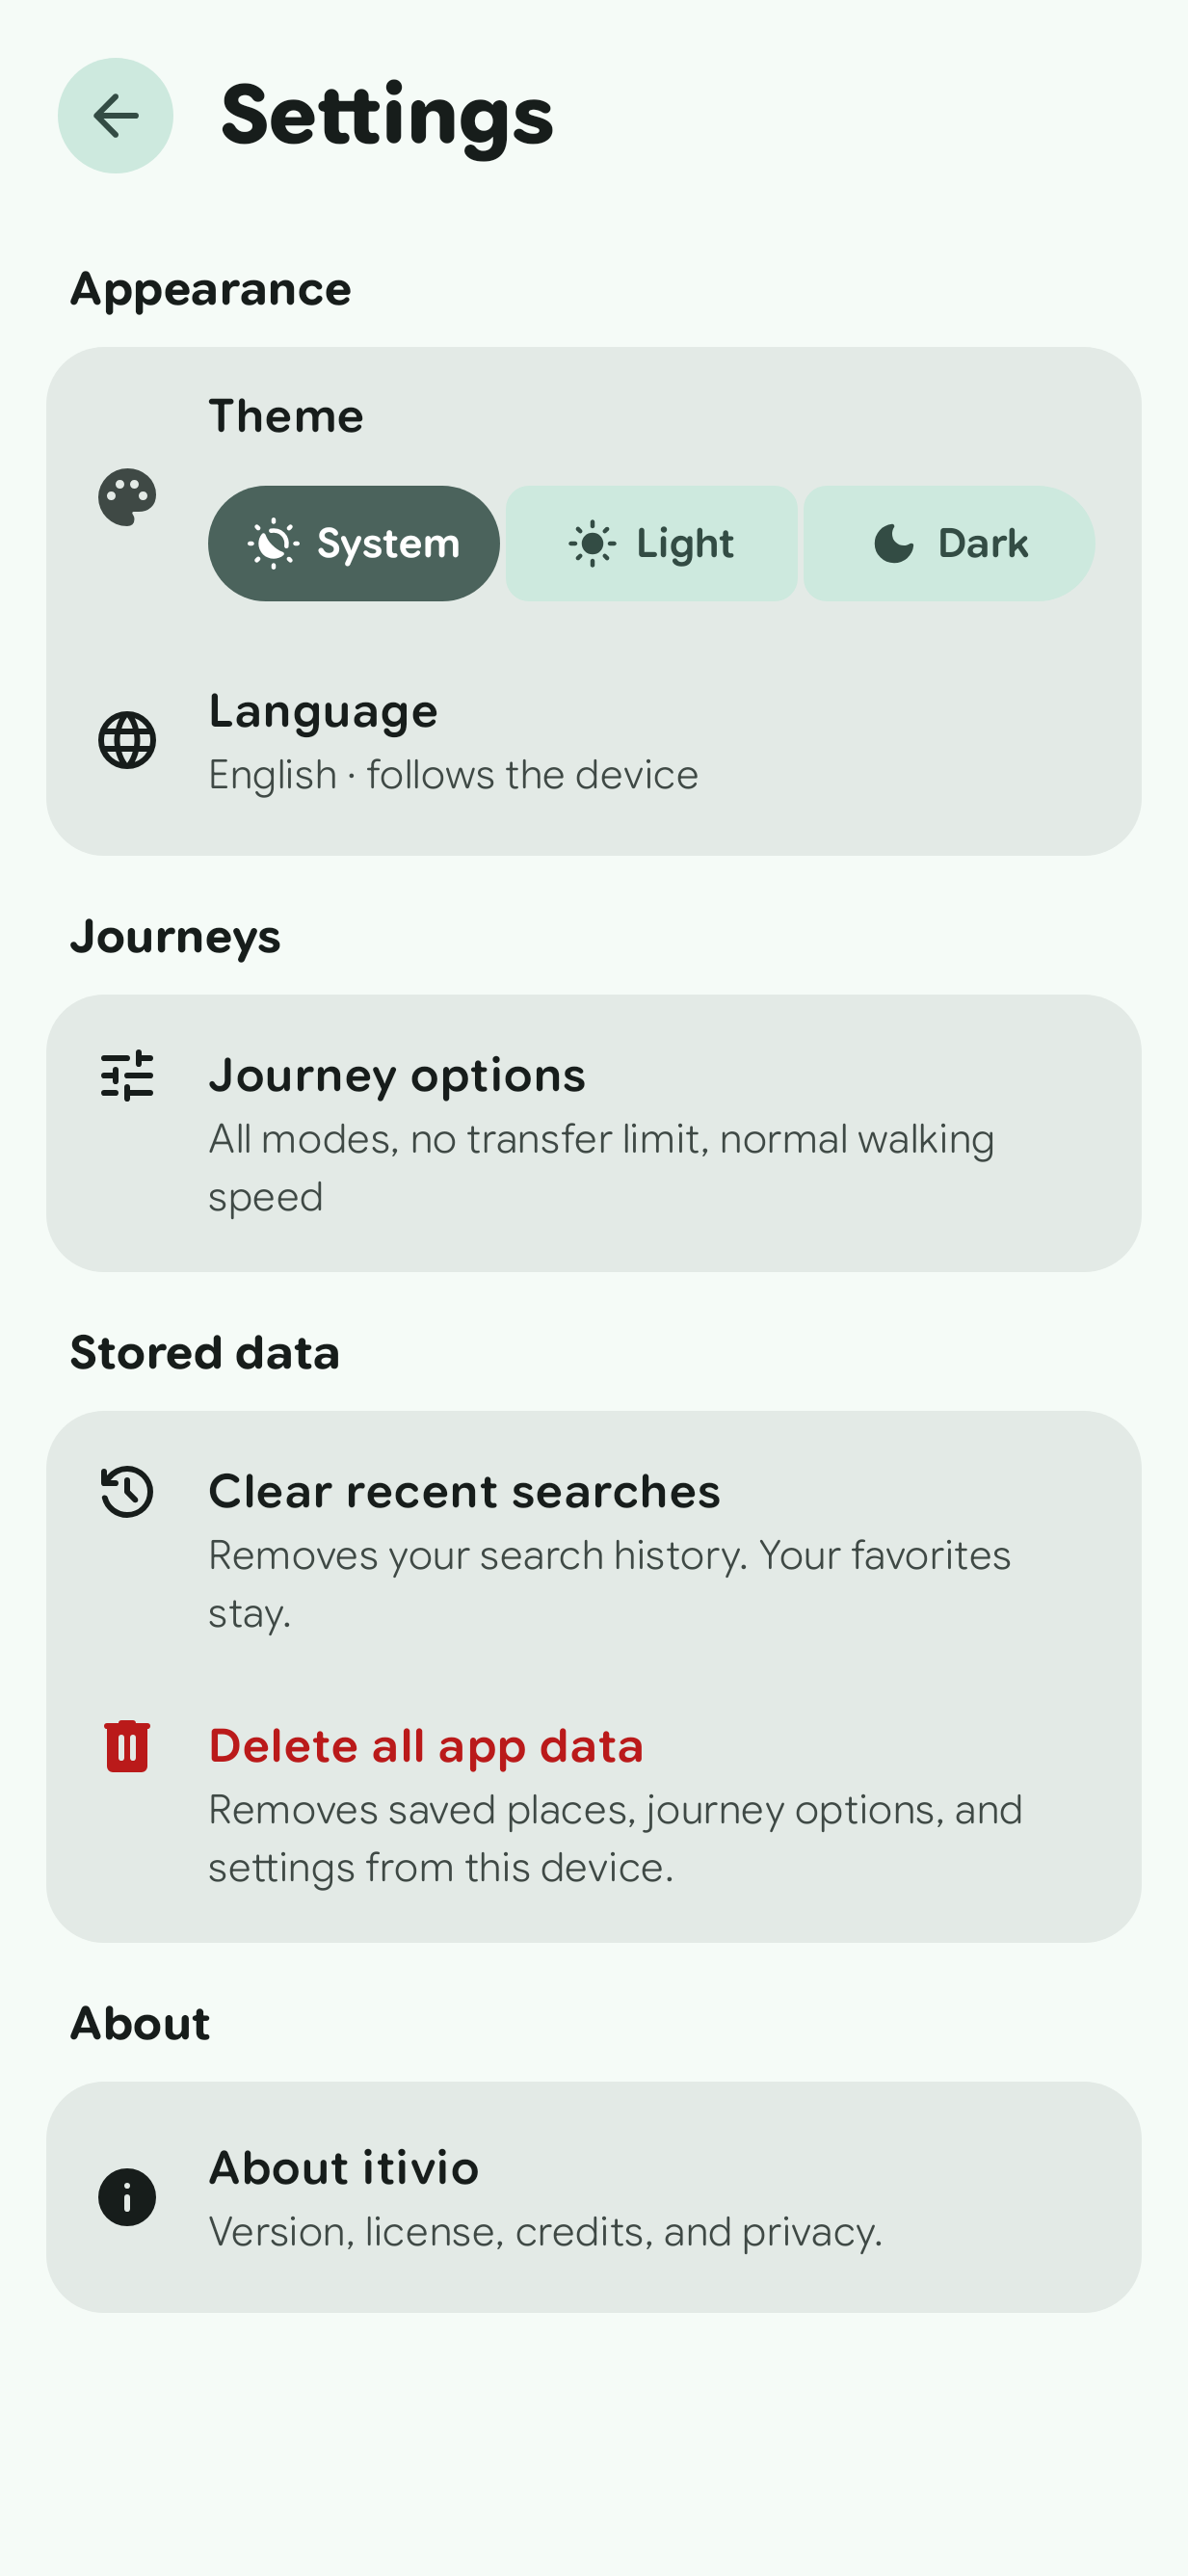 Settings
Appearance
Theme
System
Light
Dark
Language
English · follows the device
Journeys
Journey options
All modes, no transfer limit, normal walking
speed
Stored data
Clear recent searches
Removes your search history. Your favorites
stay.
Delete all app data
Removes saved places, journey options, and
settings from this device.
About
About itivio
Version, license, credits, and privacy.